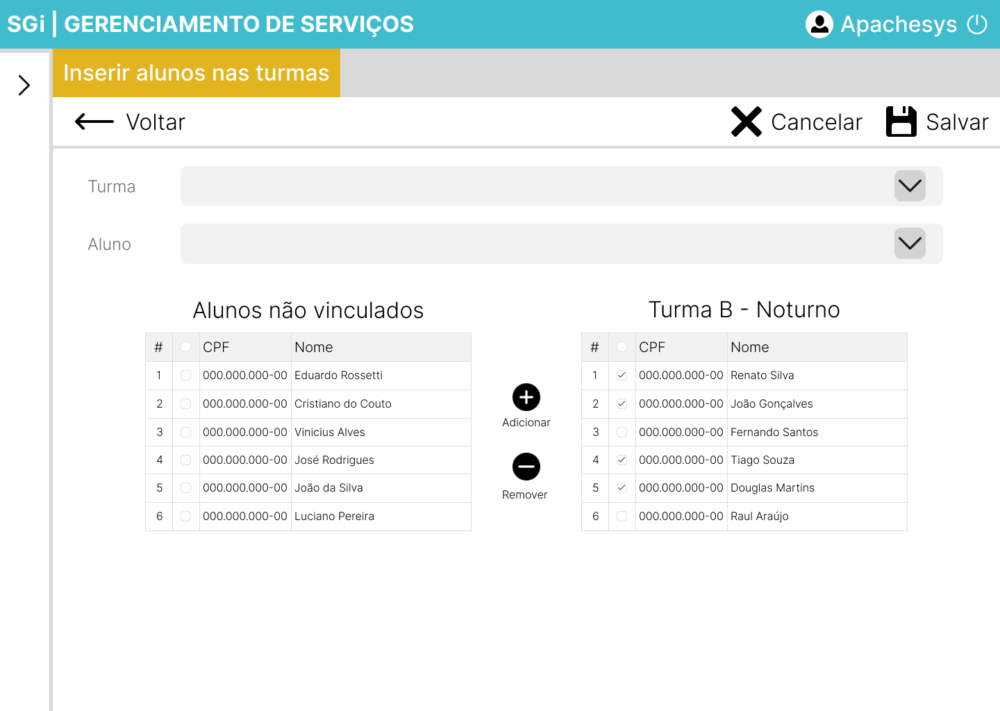 SGi | GERENCIAMENTO DE SERVIÇOS
Apachesys
Inserir alunos nas turmas
Voltar
Cancelar
Salvar
Turma
Aluno
Alunos não vinculados
# CPF Nome
1 000.000.000-00 Eduardo Rossetti
2 000.000.000-00 Cristiano do Couto
3 000.000.000-00 Vinicius Alves
4 000.000.000-00 José Rodrigues
5 000.000.000-00 João da Silva
6 000.000.000-00 Luciano Pereira
Adicionar
Remover
Turma B - Noturno
# CPF Nome
1 000.000.000-00 Renato Silva
2 000.000.000-00 João Gonçalves
3 000.000.000-00 Fernando Santos
4 000.000.000-00 Tiago Souza
5 000.000.000-00 Douglas Martins
6 000.000.000-00 Raul Araújo